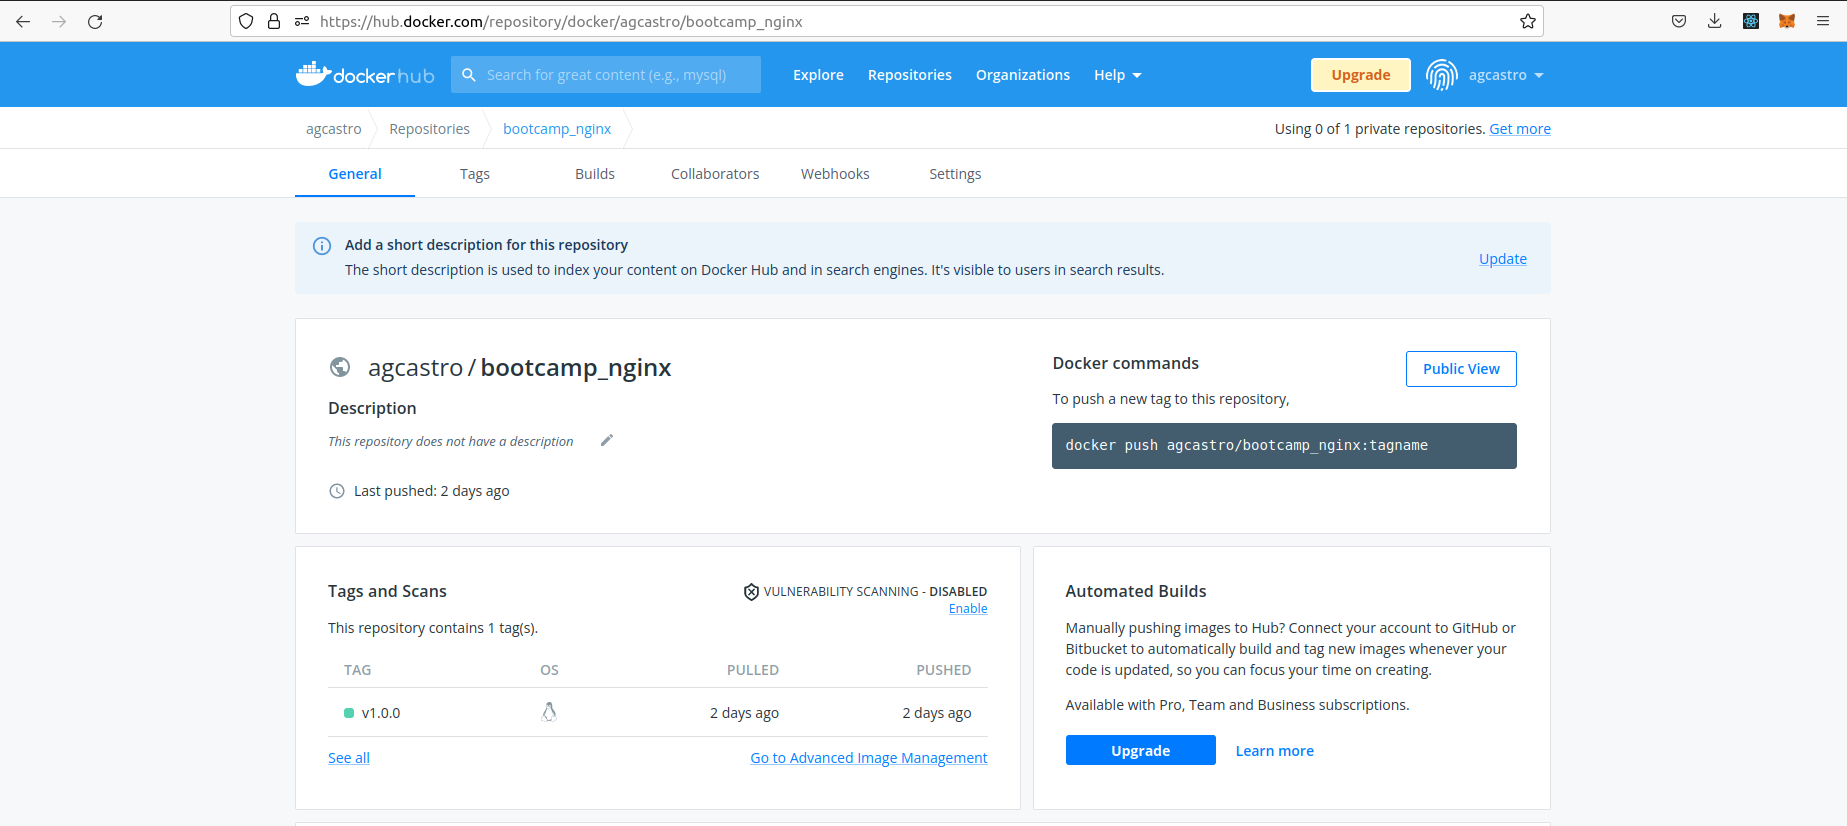 https://hub.docker.com/repository/docker/agcastro/bootcamp_nginx
docker hub Search for great content (e.g., mysql) Explore Repositories Organizations Help Upgrade agcastro
agcastro Repositories bootcamp_nginx Using 0 of 1 private repositories. Get more
General Tags Builds Collaborators Webhooks Settings
Add a short description for this repository
The short description is used to index your content on Docker Hub and in search engines. It's visible to users in search results.
Update
agcastro / bootcamp_nginx
Description
This repository does not have a description
Last pushed: 2 days ago
Docker commands
Public View
To push a new tag to this repository,
docker push agcastro/bootcamp_nginx:tagname
Tags and Scans
VULNERABILITY SCANNING - DISABLED
Enable
This repository contains 1 tag(s).
TAG OS PULLED PUSHED
v1.0.0 2 days ago 2 days ago
See all Go to Advanced Image Management
Automated Builds
Manually pushing images to Hub? Connect your account to GitHub or
Bitbucket to automatically build and tag new images whenever your
code is updated, so you can focus your time on creating.
Available with Pro, Team and Business subscriptions.
Upgrade Learn more